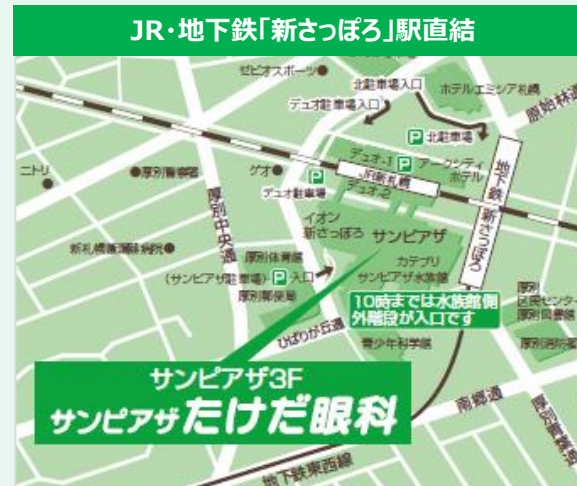 JR・地下鉄「新さっぽろ」駅直結
ゼビオスポーツ
北駐車場入口
ホテルエミシア札幌
デュオ駐車場入口
原始林通
P 北駐車場
ニトリ
厚別警察署
ゲオ
P
デュオ-1
P
アークシティ
ホテル
JR新札幌
デュオ-2
デュオ駐車場
地下鉄 新さっぽろ
厚別中央通
イオン
新さっぽろ
サンピアザ
新札幌循環器病院
厚別体育館
カテプリ
(サンピアザ駐車場) P 入口
サンピアザ水族館
厚別郵便局
10時までは水族館側
外階段が入口です
厚別
区民センター
厚別図書館
ひばりが丘通
青少年科学館
厚別消防署
サンピアザ3F
サンピアザ たけだ眼科
南郷通
地下鉄東西線